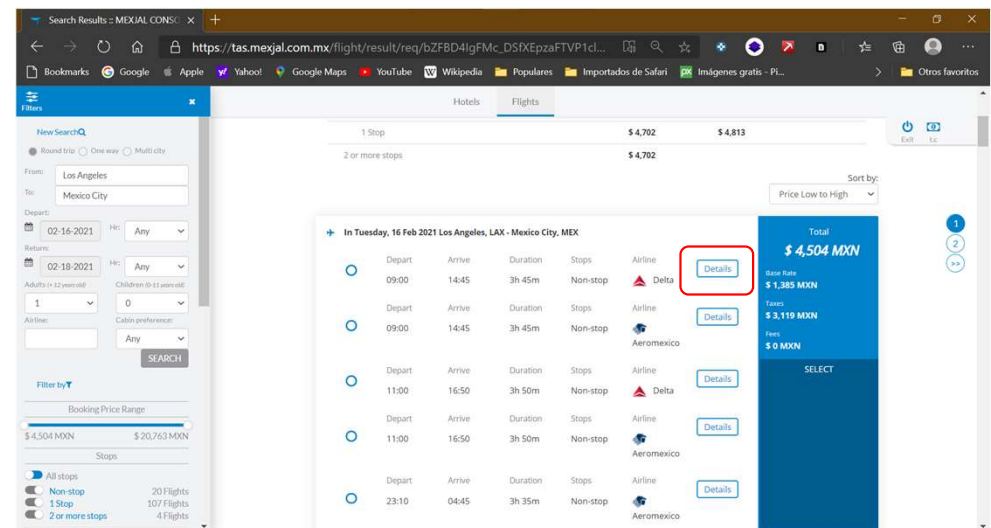 Search Results :: MEXJAL CONSC
https://tas.mexjal.com.mx/flight/result/req/bZFBD4IgFMc_DSfXEpzaFTVP1cl...
Bookmarks Google Apple Yahoo! Google Maps YouTube Wikipedia Populares Importados de Safari Imágenes gratis - Pi... Otros favoritos
Filters
New Search
Round trip One way Multi city
From: Los Angeles
To: Mexico City
Depart:
02-16-2021 Hr: Any
Return:
02-18-2021 Hr: Any
Adults (+ 12 years old) Children (0-11 years old)
1 0
Airline: Cabin preference:
Any
SEARCH
Filter by
Booking Price Range
$ 4,504 MXN $ 20,763 MXN
Stops
All stops
Non-stop 20 Flights
1 Stop 107 Flights
2 or more stops 4 Flights
Hotels Flights
Exit t.c
1 Stop $ 4,702 $ 4,813
2 or more stops $ 4,702
Sort by:
Price Low to High
1
2
>>
In Tuesday, 16 Feb 2021 Los Angeles, LAX - Mexico City, MEX
Depart Arrive Duration Stops Airline
09:00 14:45 3h 45m Non-stop Delta
Details
Depart Arrive Duration Stops Airline
09:00 14:45 3h 45m Non-stop
Aeromexico
Details
Depart Arrive Duration Stops Airline
11:00 16:50 3h 50m Non-stop Delta
Details
Depart Arrive Duration Stops Airline
11:00 16:50 3h 50m Non-stop
Aeromexico
Details
Depart Arrive Duration Stops Airline
23:10 04:45 3h 35m Non-stop
Aeromexico
Details
Total
$ 4,504 MXN
Base Rate
$ 1,385 MXN
Taxes
$ 3,119 MXN
Fees
$ 0 MXN
SELECT